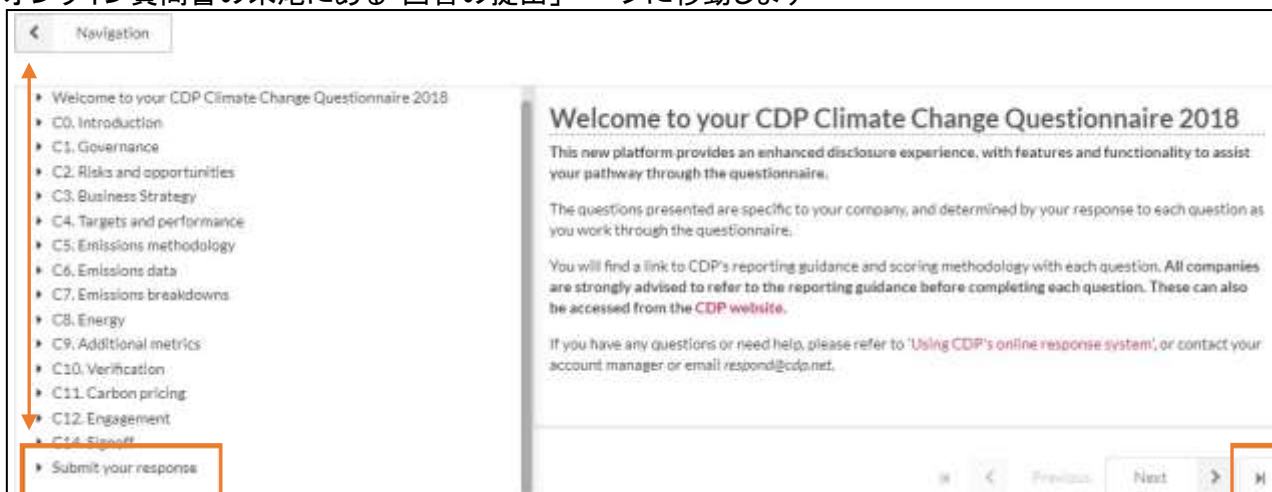 Navigation
Welcome to your CDP Climate Change Questionnaire 2018
C0. Introduction
C1. Governance
C2. Risks and opportunities
C3. Business Strategy
C4. Targets and performance
C5. Emissions methodology
C6. Emissions data
C7. Emissions breakdowns
C8. Energy
C9. Additional metrics
C10. Verification
C11. Carbon pricing
C12. Engagement
C14. Signoff
Submit your response
Welcome to your CDP Climate Change Questionnaire 2018
This new platform provides an enhanced disclosure experience, with features and functionality to assist
your pathway through the questionnaire.
The questions presented are specific to your company, and determined by your response to each question as
you work through the questionnaire.
You will find a link to CDP's reporting guidance and scoring methodology with each question. All companies
are strongly advised to refer to the reporting guidance before completing each question. These can also
be accessed from the CDP website.
If you have any questions or need help, please refer to 'Using CDP's online response system', or contact your
account manager or email respond@cdp.net.
Previous
Next